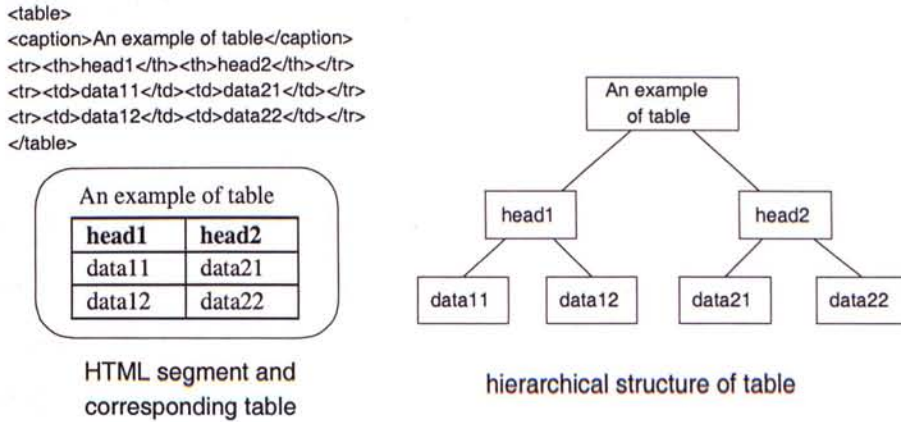 <table>
<caption>An example of table</caption>
<tr><th>head1</th><th>head2</th></tr>
<tr><td>data11</td><td>data21</td></tr>
<tr><td>data12</td><td>data22</td></tr>
</table>
An example of table
head1 head2
data11 data21
data12 data22
HTML segment and
corresponding table
An example
of table
head1 head2
data11 data12 data21 data22
hierarchical structure of table